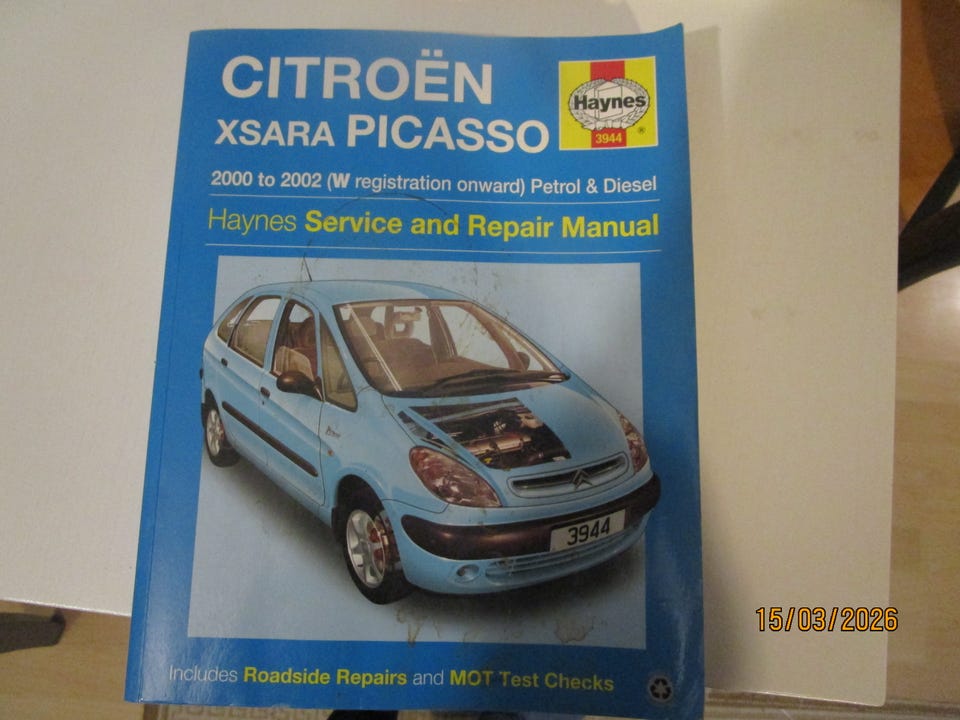 CITROËN
XSARA PICASSO
Haynes
3944
®
2000 to 2002 (W registration onward) Petrol & Diesel
Haynes Service and Repair Manual
3944
Includes Roadside Repairs and MOT Test Checks
15/03/2026